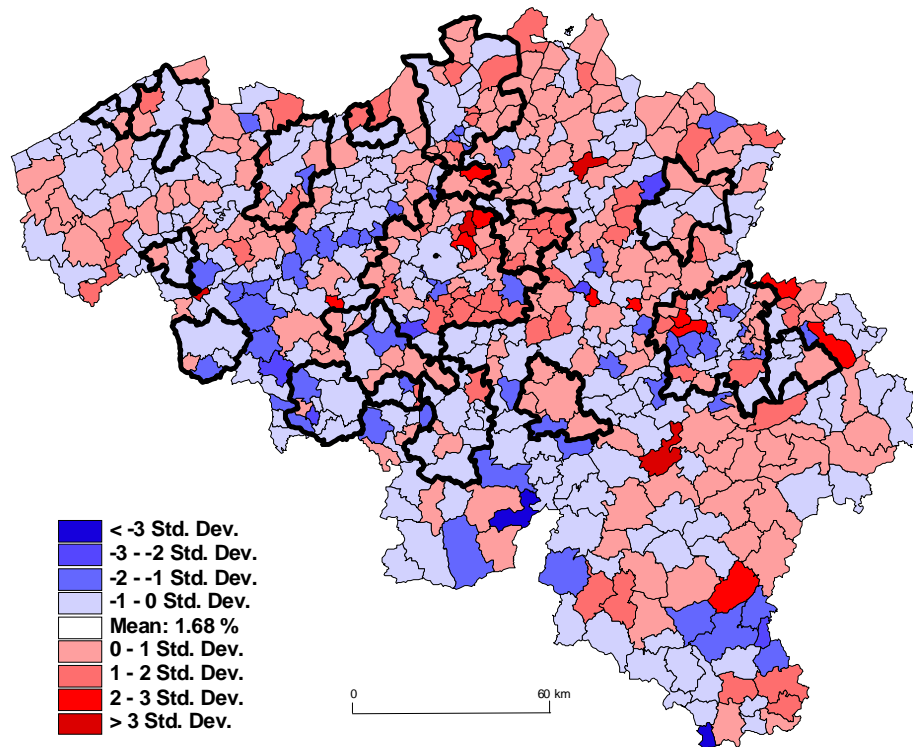 < -3 Std. Dev.
-3 - -2 Std. Dev.
-2 - -1 Std. Dev.
-1 - 0 Std. Dev.
Mean: 1.68 %
0 - 1 Std. Dev.
1 - 2 Std. Dev.
2 - 3 Std. Dev.
> 3 Std. Dev.
0 60 km